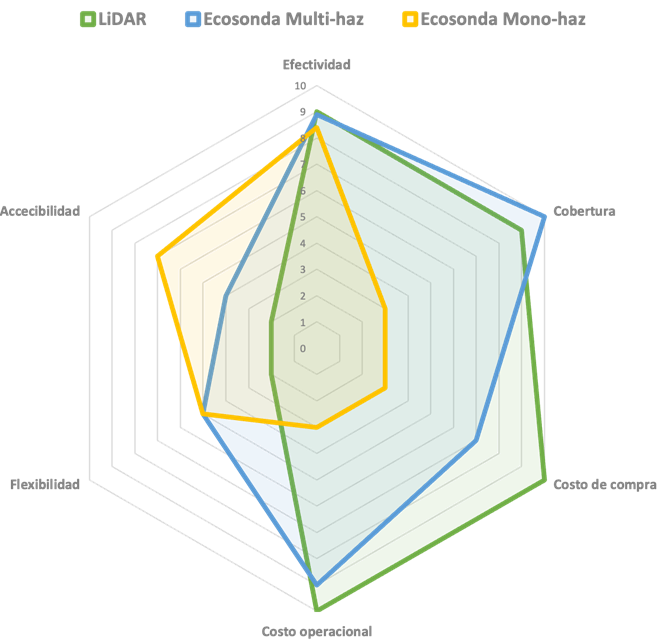 LiDAR Ecosonda Multi-haz Ecosonda Mono-haz
Efectividad
10
9
8
7
6
5
4
3
2
1
0
Accecibilidad
Cobertura
Flexibilidad
Costo de compra
Costo operacional